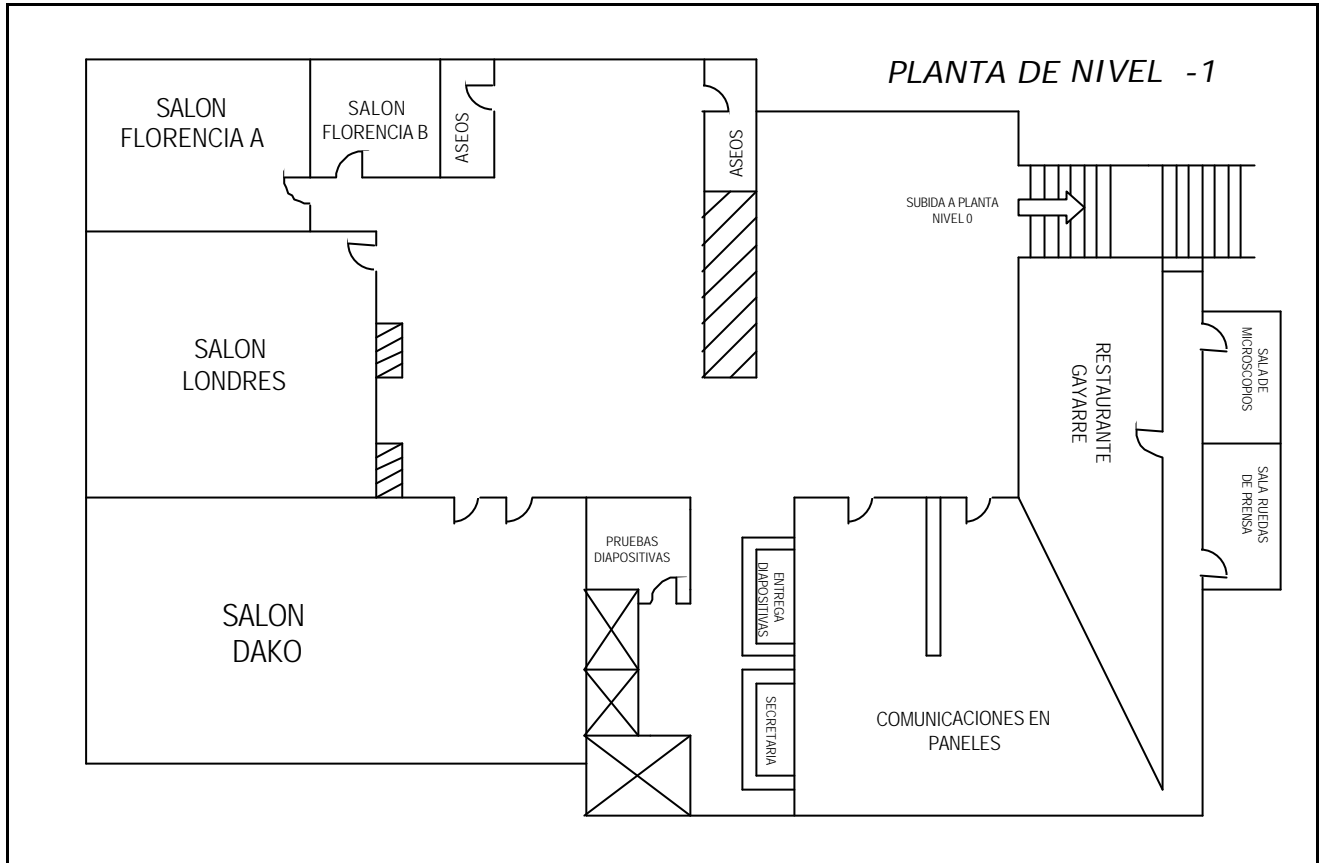 PLANTA DE NIVEL -1
SALON
FLORENCIA A
SALON
FLORENCIA B
ASEOS
ASEOS
SUBIDA A PLANTA
NIVEL 0
SALON
LONDRES
RESTAURANTE
GAYARRE
SALA DE
MICROSCOPIOS
SALA RUEDAS
DE PRENSA
PRUEBAS
DIAPOSITIVAS
ENTREGA
DIAPOSITIVAS
SALON
DAKO
SECRETARIA
COMUNICACIONES EN
PANELES